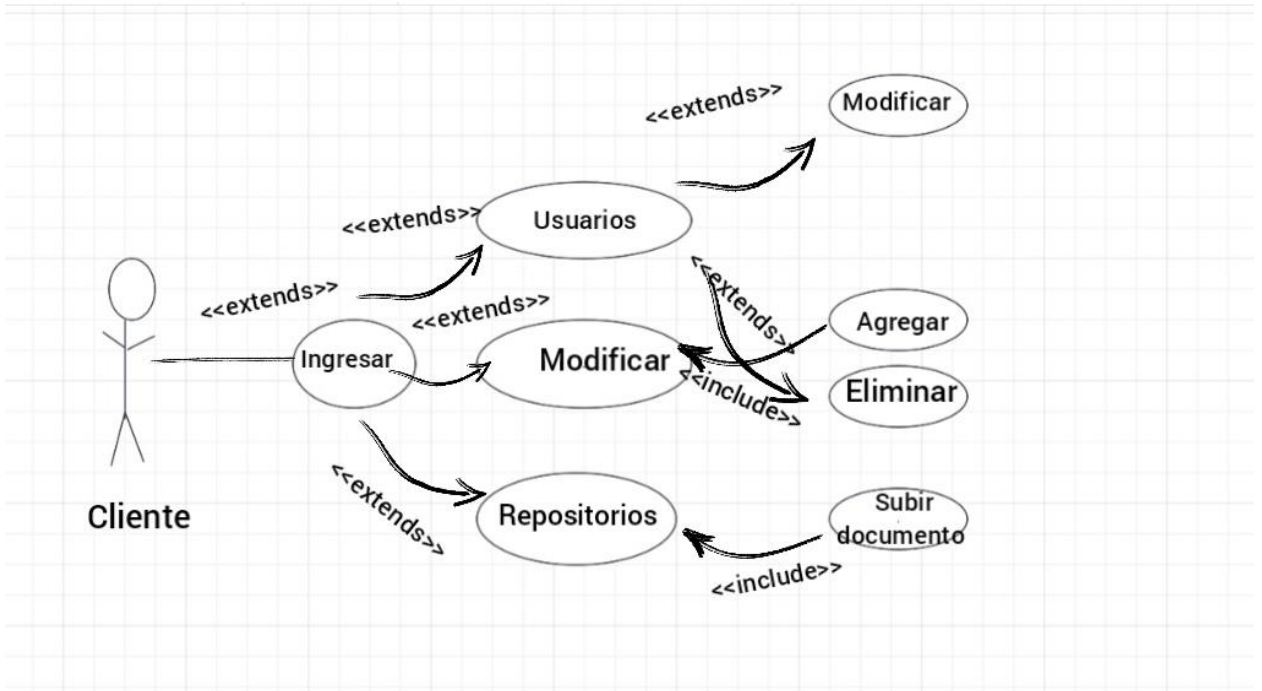 <<extends>>
Modificar
<<extends>>
Usuarios
<<extends>>
<<extends>>
<<extends>>
Agregar
Ingresar
Modificar
<<include>>
Eliminar
Cliente
<<extends>>
Repositorios
Subir
documento
<<include>>